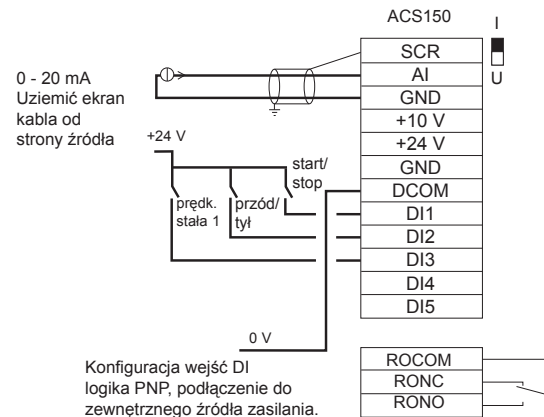 ACS150
I
U
0 - 20 mA
Uziemić ekran
kabla od
strony źródła
SCR
AI
GND
+10 V
+24 V
GND
DCOM
DI1
DI2
DI3
DI4
DI5
+24 V
start/
stop
prędk.
stała 1
przód/
tył
0 V
Konfiguracja wejść DI
logika PNP, podłączenie do
zewnętrznego źródła zasilania.
ROCOM
RONC
RONO